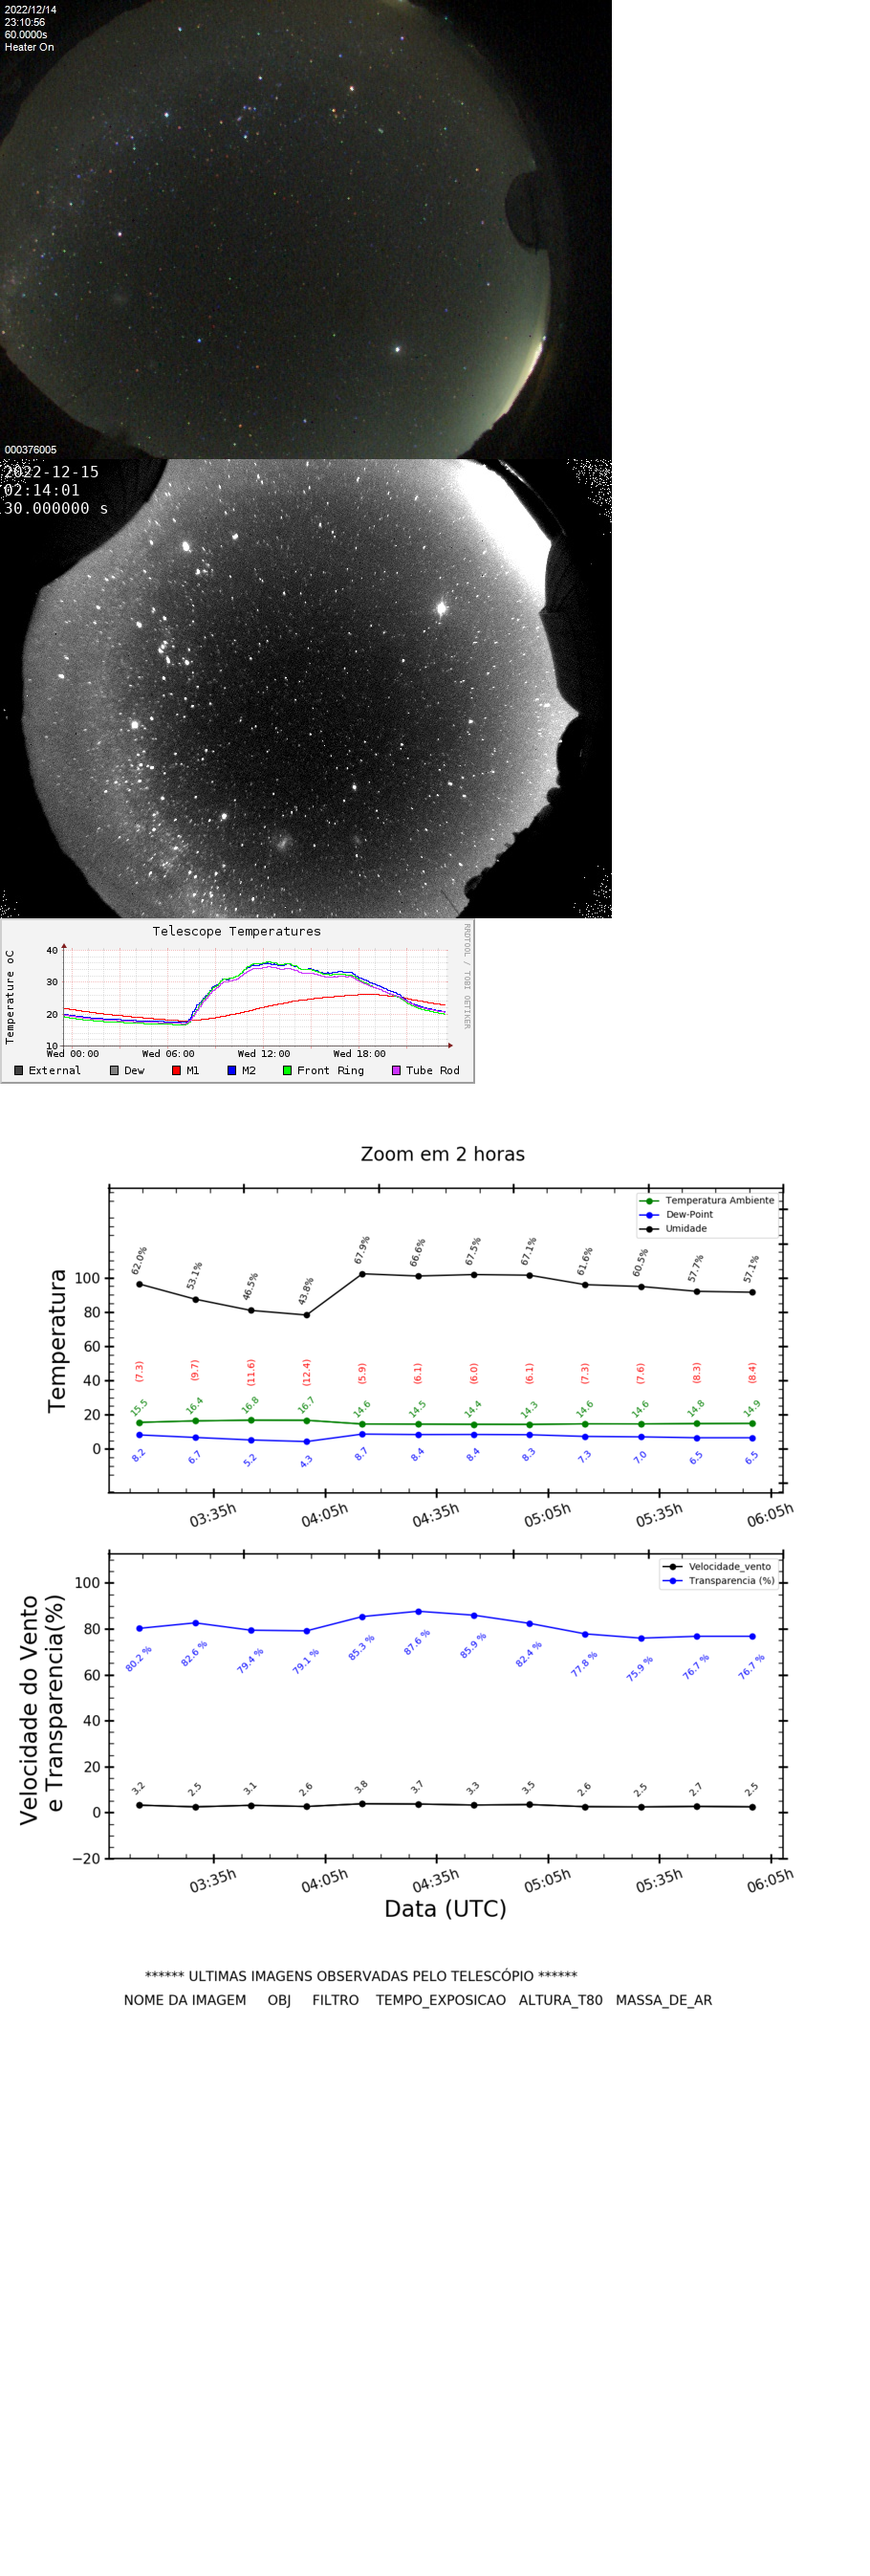 2022/12/14
23:10:56
60.0000s
Heater On
000376005
2022-12-15
02:14:01
30.000000 s
Telescope Temperatures
RRDTOOL / TOBI OETIKER
Temperature oC
40
30
20
10
Wed 00:00 Wed 06:00 Wed 12:00 Wed 18:00
External Dew M1 M2 Front Ring Tube Rod
Zoom em 2 horas
Temperatura Ambiente
Dew-Point
Umidade
Temperatura
100
80
60
40
20
0
62.0% 53.1% 46.5% 43.8% 67.9% 66.6% 67.5% 67.1% 61.6% 60.5% 57.7% 57.1%
(7.3) (9.7) (11.6) (12.4) (5.9) (6.1) (6.0) (6.1) (7.3) (7.6) (8.3) (8.4)
15.5 16.4 16.8 16.7 14.6 14.5 14.4 14.3 14.6 14.6 14.8 14.9
8.2 6.7 5.2 4.3 8.7 8.4 8.4 8.3 7.3 7.0 6.5 6.5
03:35h 04:05h 04:35h 05:05h 05:35h 06:05h
Velocidade_vento
Transparencia (%)
Velocidade do Vento
e Transparencia(%)
100
80
60
40
20
0
−20
80.2 % 82.6 % 79.4 % 79.1 % 85.3 % 87.6 % 85.9 % 82.4 % 77.8 % 75.9 % 76.7 % 76.7 %
3.2 2.5 3.1 2.6 3.8 3.7 3.3 3.5 2.6 2.5 2.7 2.5
03:35h 04:05h 04:35h 05:05h 05:35h 06:05h
Data (UTC)
****** ULTIMAS IMAGENS OBSERVADAS PELO TELESCÓPIO ******
NOME DA IMAGEM OBJ FILTRO TEMPO_EXPOSICAO ALTURA_T80 MASSA_DE_AR